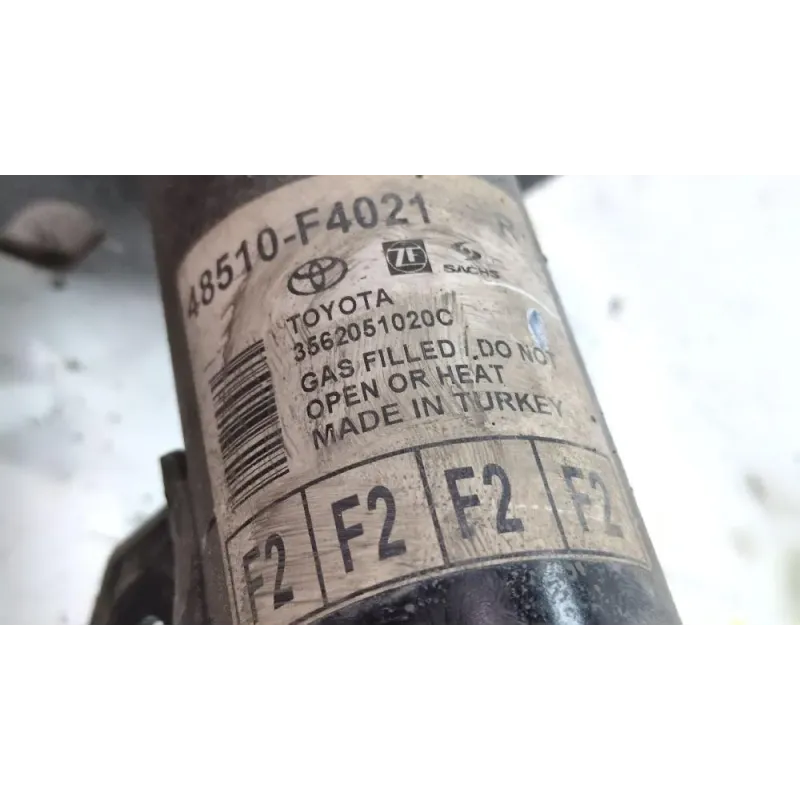 48510-F4021 R
ZF SACHS
TOYOTA
3562051020C
GAS FILLED / DO NOT
OPEN OR HEAT
MADE IN TURKEY
F2 F2 F2 F2